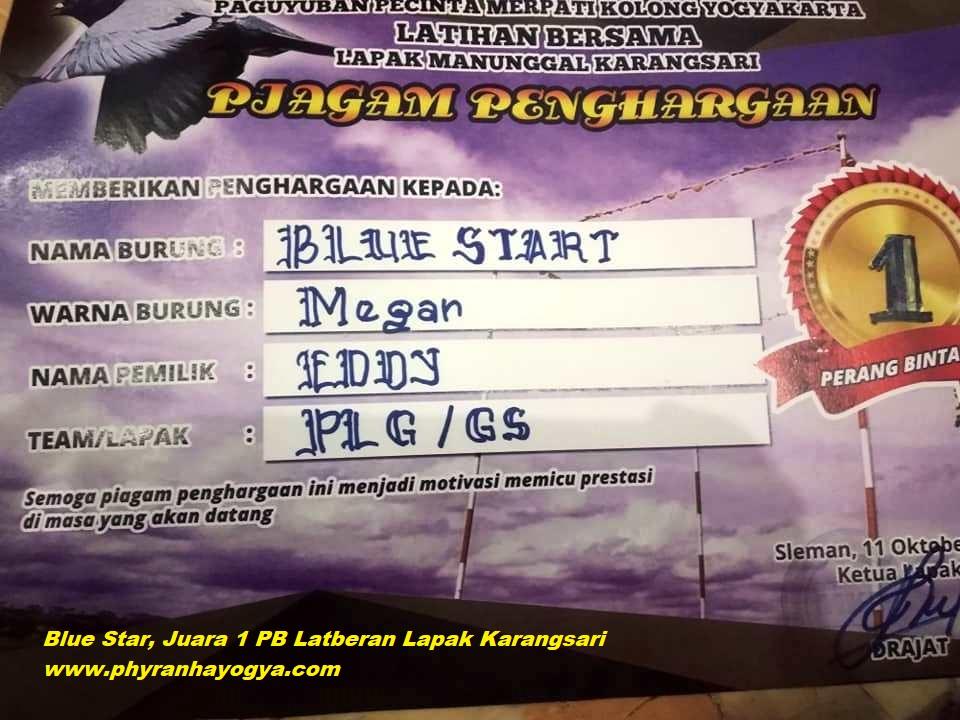 PAGUYUBAN PECINTA MERPATI KOLONG YOGYAKARTA
LATIHAN BERSAMA
LAPAK MANUNGGAL KARANGSARI
PIAGAM PENGHARGAAN
MEMBERIKAN PENGHARGAAN KEPADA:
NAMA BURUNG : BLUE START
WARNA BURUNG : Megan
NAMA PEMILIK : EDDY
TEAM/LAPAK : PLG/GS
1
PERANG BINTA
Semoga piagam penghargaan ini menjadi motivasi memicu prestasi
di masa yang akan datang
Sleman, 11 Oktobe
Ketua Lapak
DRAJAT
Blue Star, Juara 1 PB Latberan Lapak Karangsari
www.phyranhayogya.com